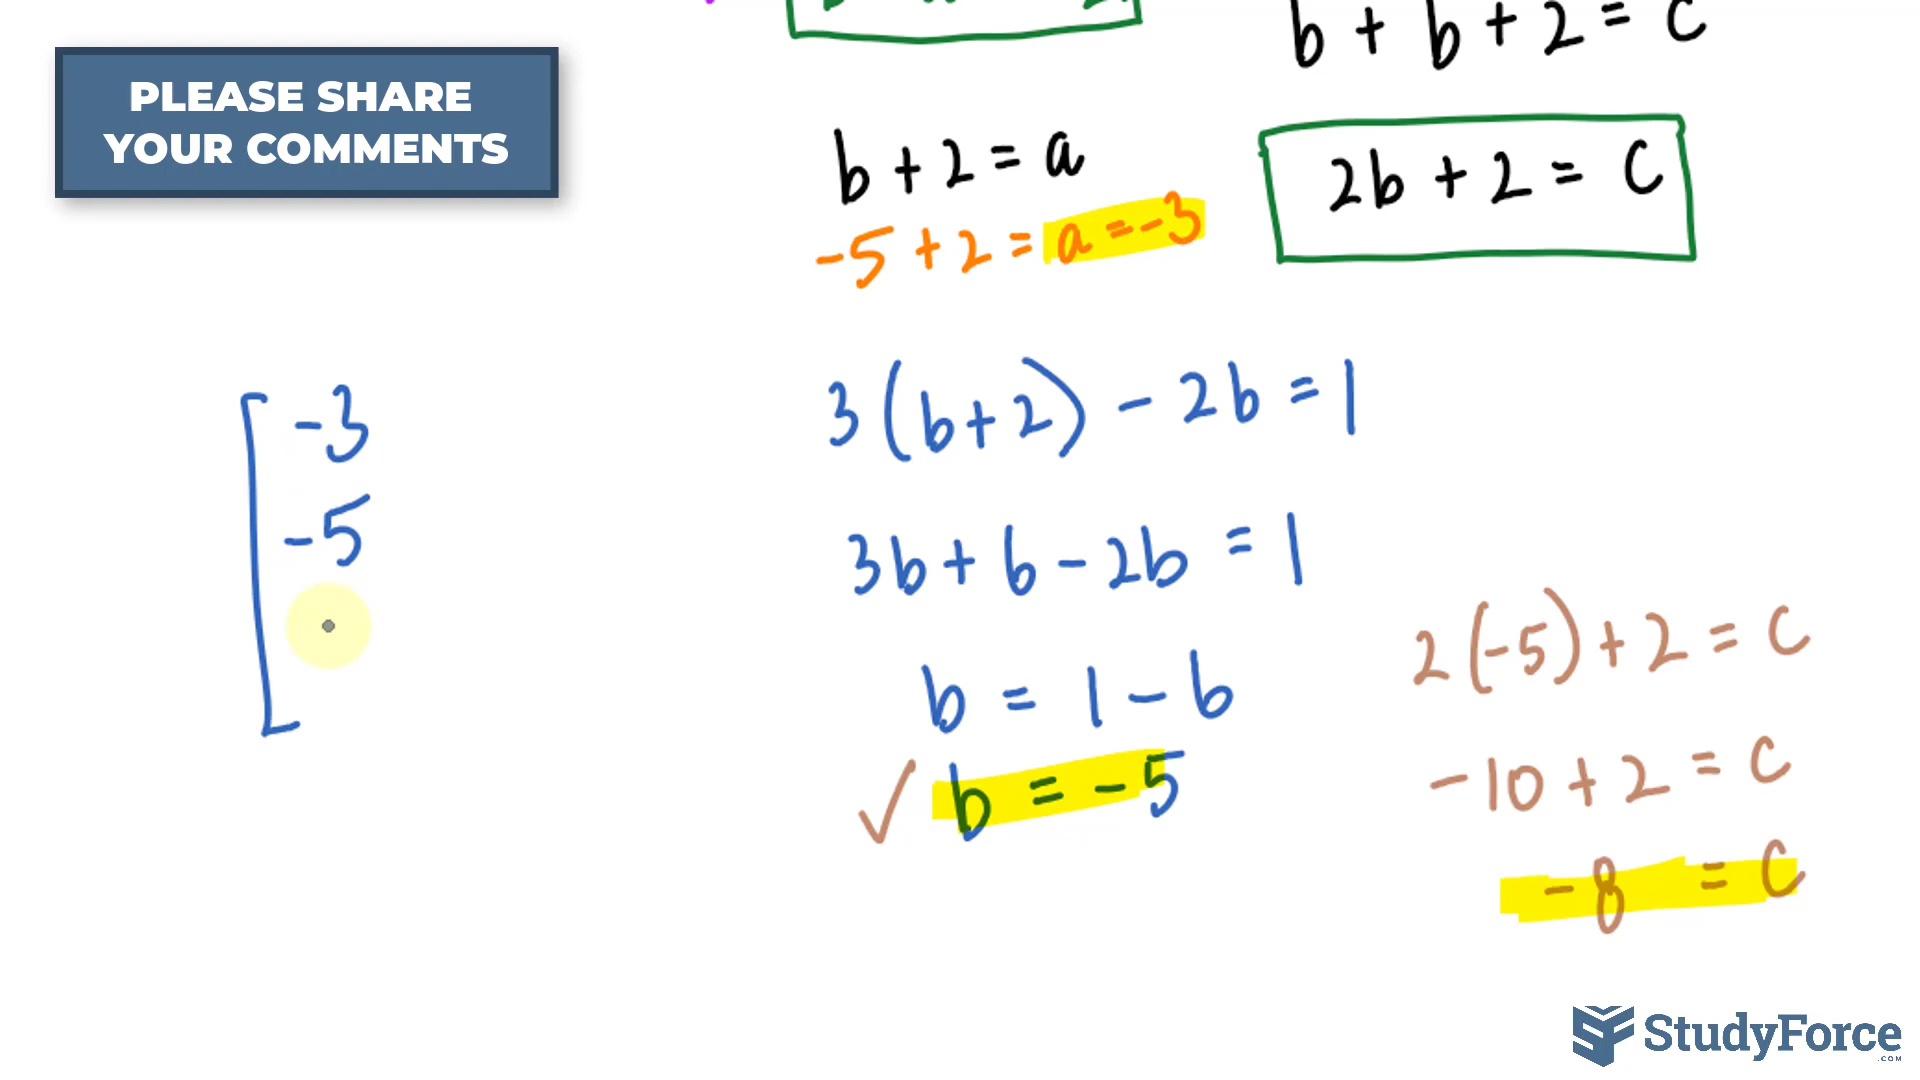 PLEASE SHARE
YOUR COMMENTS
b + b + 2 = c
b + 2 = a
2b + 2 = c
-5 + 2 = a = -3
-3
-5
3(b+2) - 2b = 1
3b + 6 - 2b = 1
b = 1 - 6
✓ b = -5
2(-5) + 2 = c
-10 + 2 = c
-8 = c
StudyForce
.COM